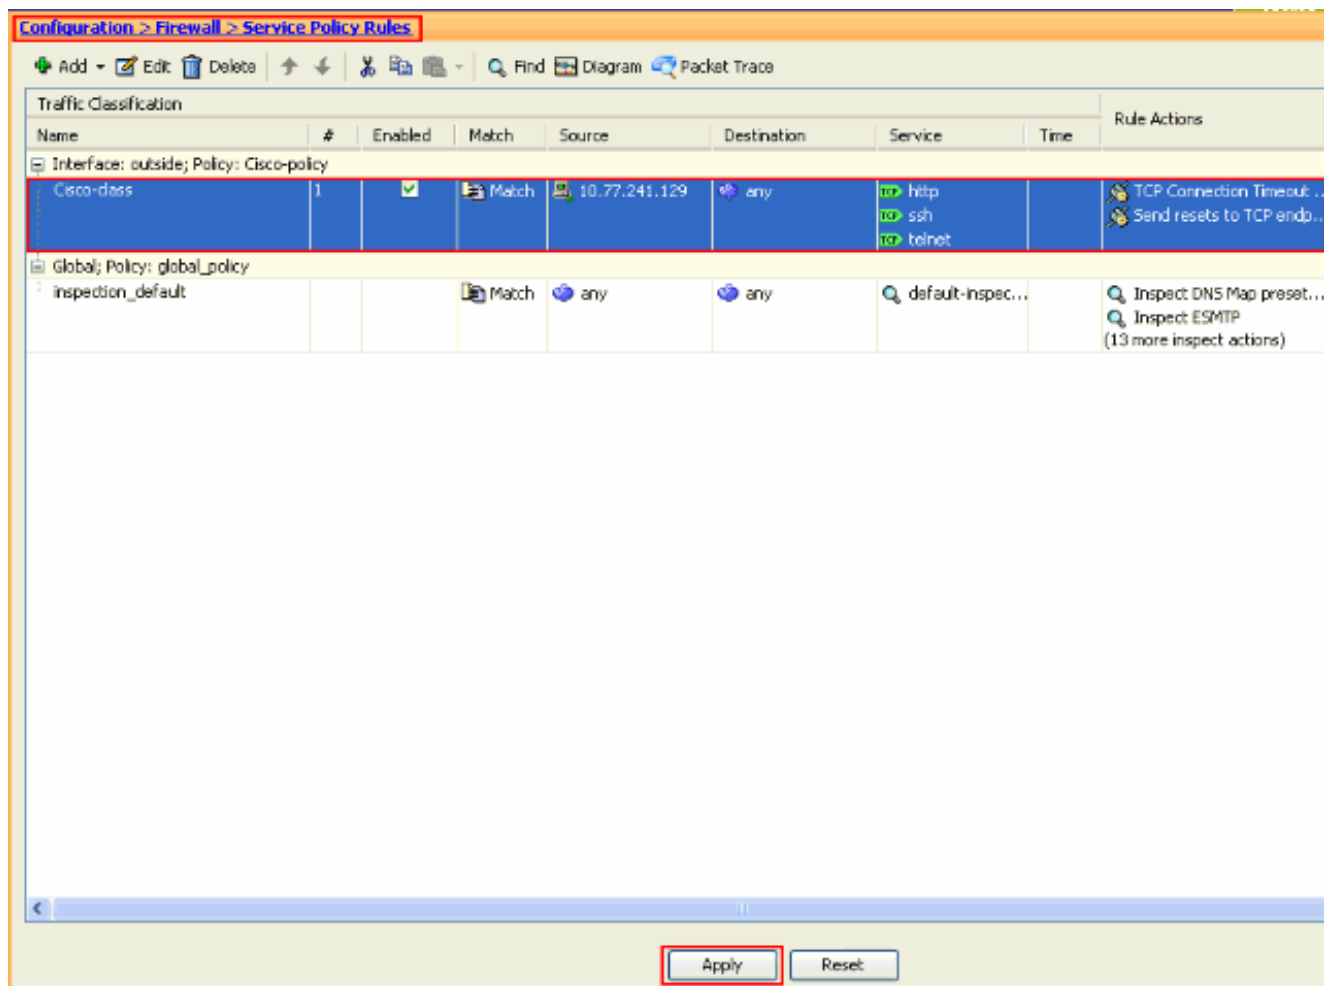 Configuration > Firewall > Service Policy Rules
Add Edit Delete Find Diagram Packet Trace
Traffic Classification
Rule Actions
Name # Enabled Match Source Destination Service Time
Interface: outside; Policy: Cisco-policy
Cisco-class 1 Match 10.77.241.129 any TCP http TCP Connection Timeout ...
TCP ssh Send resets to TCP endp...
TCP telnet
Global; Policy: global_policy
inspection_default Match any any default-inspec... Inspect DNS Map preset...
Inspect ESMTP
(13 more inspect actions)
Apply Reset